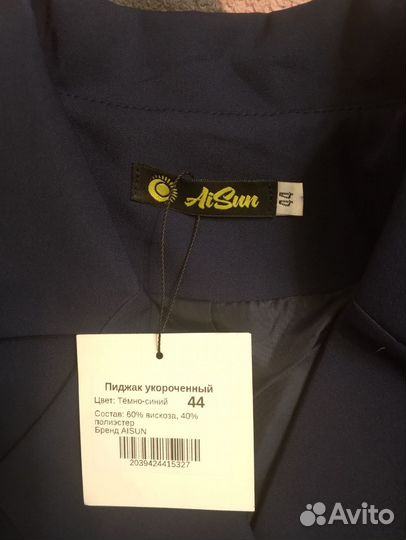 AiSun
44
Пиджак укороченный
Цвет: Тёмно-синий 44
Состав: 60% вискоза, 40%
полиэстер
Бренд AISUN
2039424415327
Avito